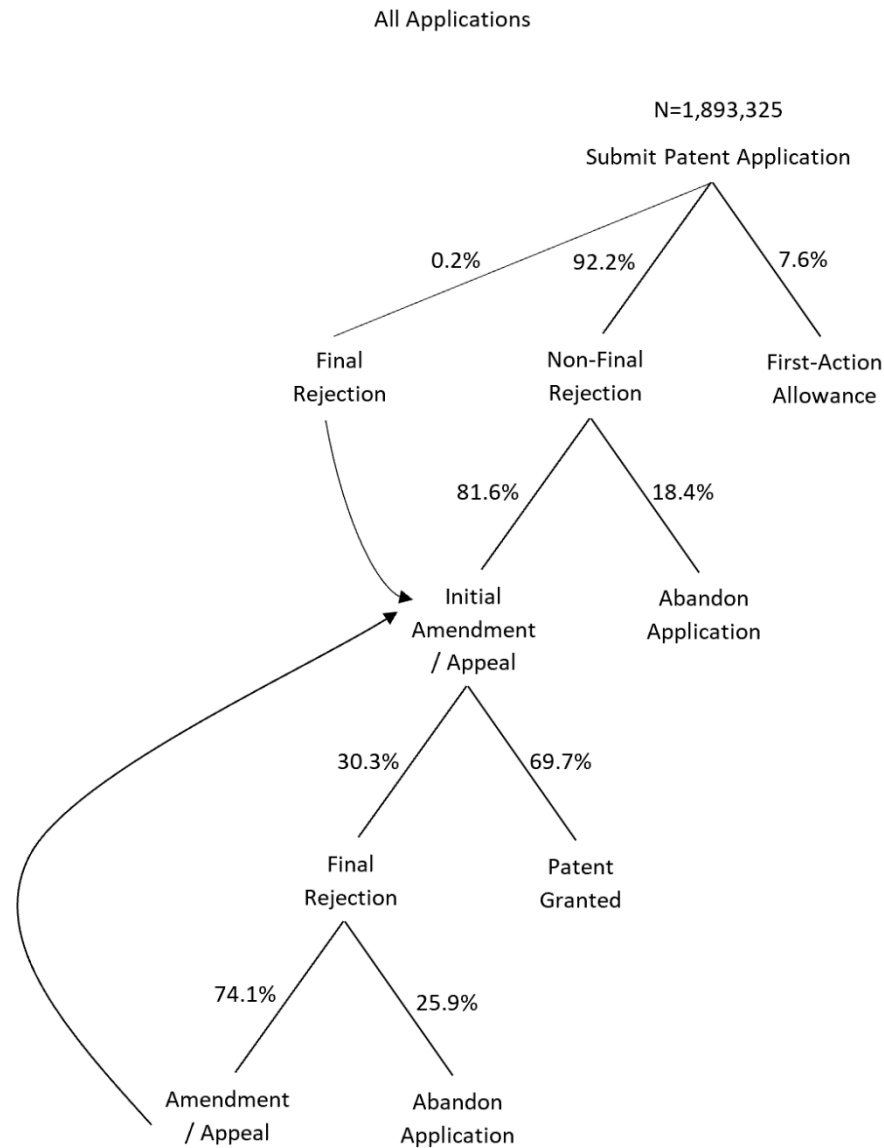 All Applications
N=1,893,325
Submit Patent Application
0.2%
92.2%
7.6%
Final
Rejection
Non-Final
Rejection
First-Action
Allowance
81.6%
18.4%
Initial
Amendment
/ Appeal
Abandon
Application
30.3%
69.7%
Final
Rejection
Patent
Granted
74.1%
25.9%
Amendment
/ Appeal
Abandon
Application